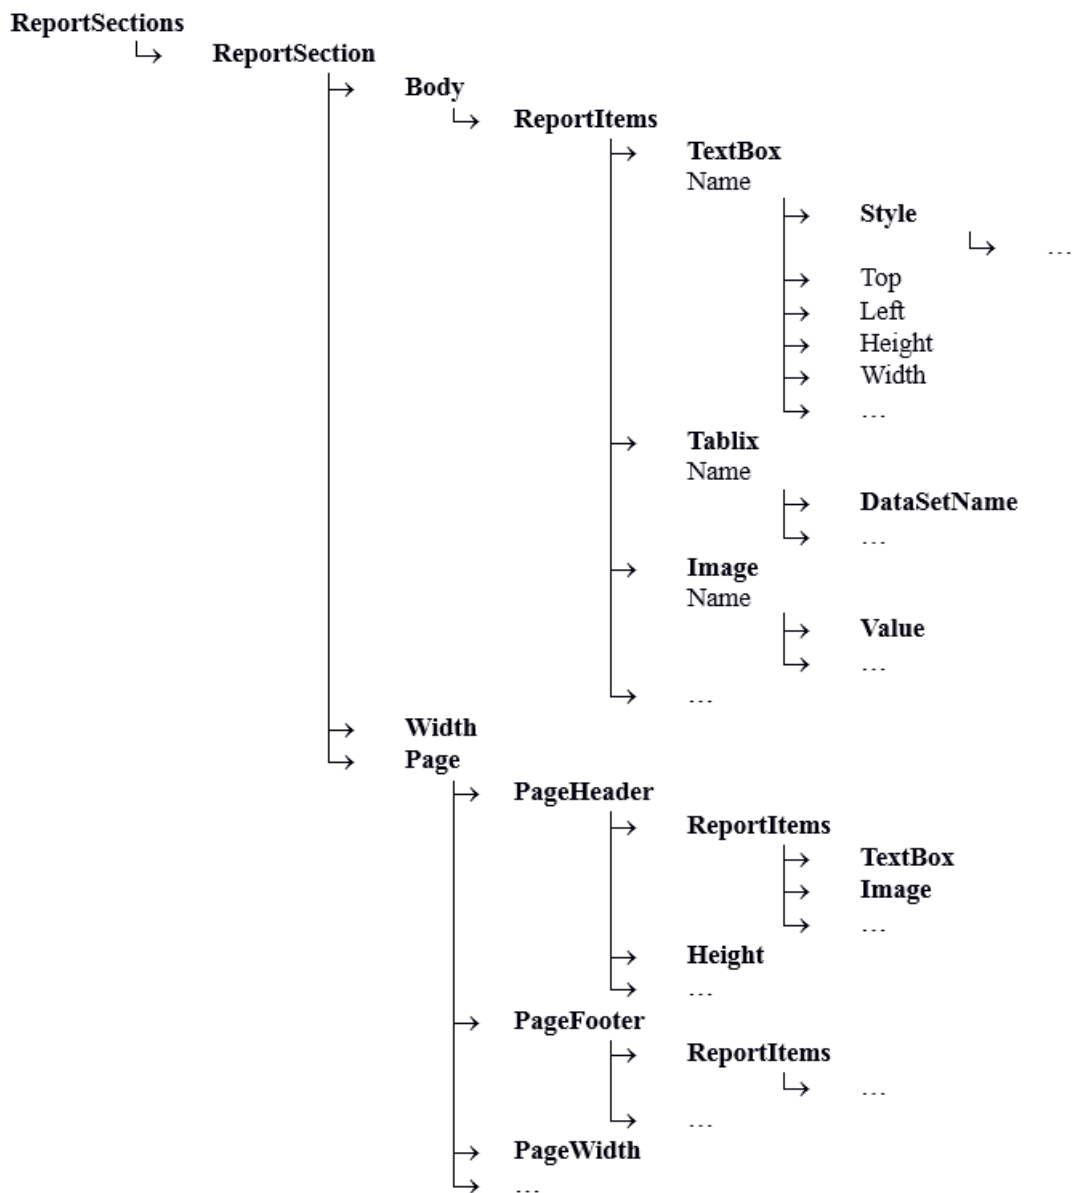 ReportSections
ReportSection
Body
ReportItems
TextBox
Name
Style
...
Top
Left
Height
Width
...
Tablix
Name
DataSetName
...
Image
Name
Value
...
...
Width
Page
PageHeader
ReportItems
TextBox
Image
...
Height
...
PageFooter
ReportItems
...
...
PageWidth
...